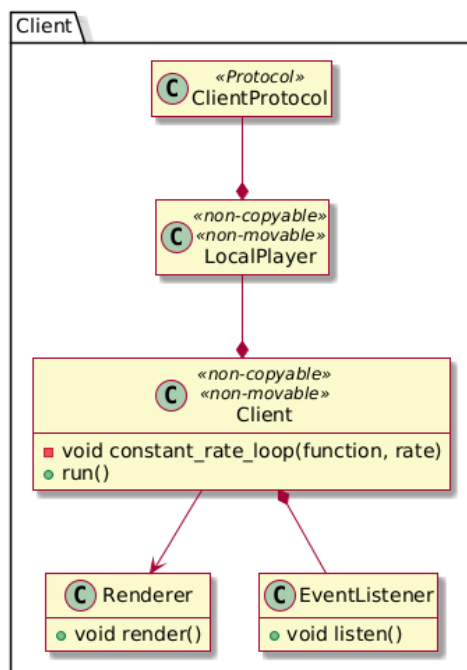 Client
C
«Protocol»
ClientProtocol
C
«non-copyable»
«non-movable»
LocalPlayer
C
«non-copyable»
«non-movable»
Client
void constant_rate_loop(function, rate)
run()
C Renderer
void render()
C EventListener
void listen()